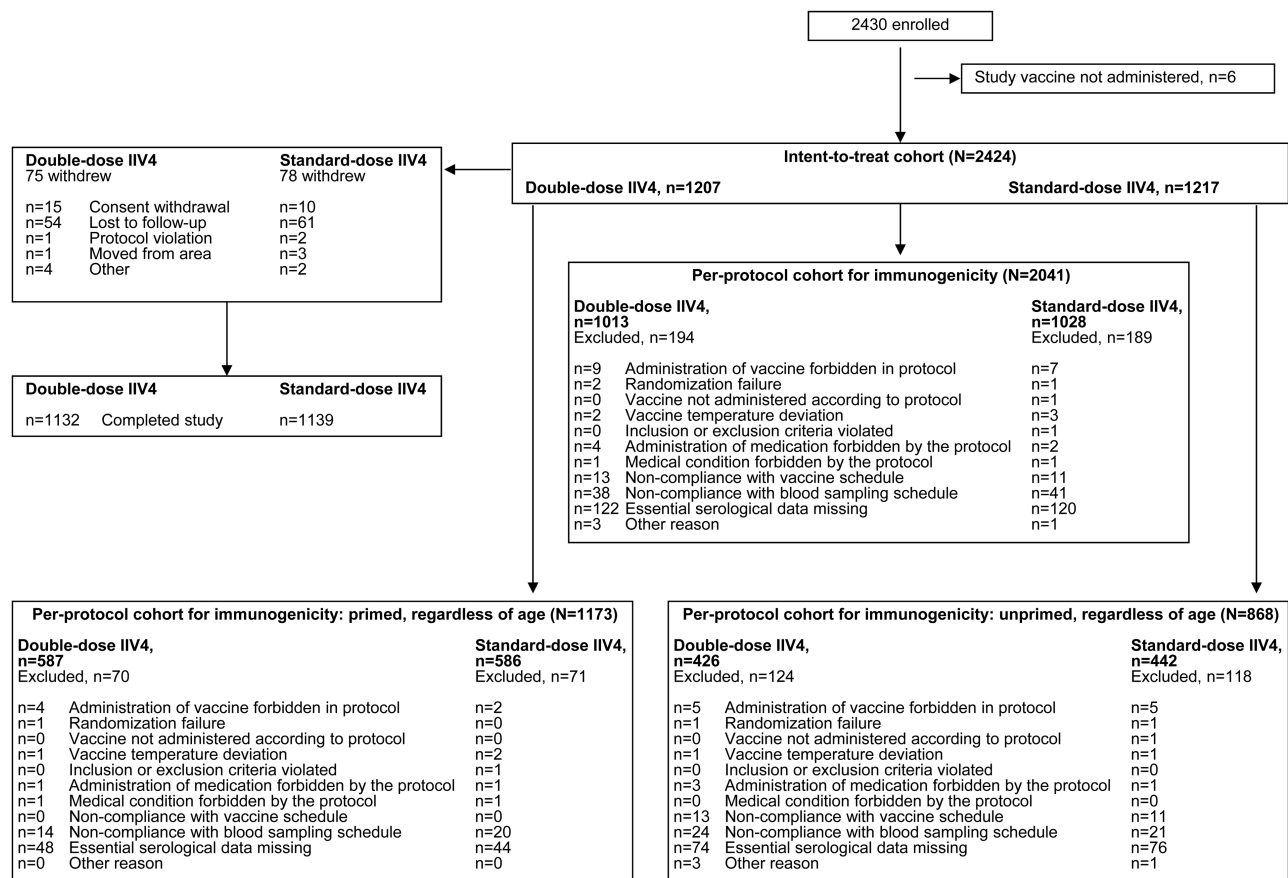 2430 enrolled
Study vaccine not administered, n=6
Intent-to-treat cohort (N=2424)
Double-dose IIV4, n=1207 Standard-dose IIV4, n=1217
Double-dose IIV4 Standard-dose IIV4
75 withdrew 78 withdrew
n=15 Consent withdrawal n=10
n=54 Lost to follow-up n=61
n=1 Protocol violation n=2
n=1 Moved from area n=3
n=4 Other n=2
Double-dose IIV4 Standard-dose IIV4
n=1132 Completed study n=1139
Per-protocol cohort for immunogenicity (N=2041)
Double-dose IIV4, Standard-dose IIV4,
n=1013 n=1028
Excluded, n=194 Excluded, n=189
n=9 Administration of vaccine forbidden in protocol n=7
n=2 Randomization failure n=1
n=0 Vaccine not administered according to protocol n=1
n=2 Vaccine temperature deviation n=3
n=0 Inclusion or exclusion criteria violated n=1
n=4 Administration of medication forbidden by the protocol n=2
n=1 Medical condition forbidden by the protocol n=1
n=13 Non-compliance with vaccine schedule n=11
n=38 Non-compliance with blood sampling schedule n=41
n=122 Essential serological data missing n=120
n=3 Other reason n=1
Per-protocol cohort for immunogenicity: primed, regardless of age (N=1173)
Double-dose IIV4, Standard-dose IIV4,
n=587 n=586
Excluded, n=70 Excluded, n=71
n=4 Administration of vaccine forbidden in protocol n=2
n=1 Randomization failure n=0
n=0 Vaccine not administered according to protocol n=0
n=1 Vaccine temperature deviation n=2
n=0 Inclusion or exclusion criteria violated n=1
n=1 Administration of medication forbidden by the protocol n=1
n=1 Medical condition forbidden by the protocol n=1
n=0 Non-compliance with vaccine schedule n=0
n=14 Non-compliance with blood sampling schedule n=20
n=48 Essential serological data missing n=44
n=0 Other reason n=0
Per-protocol cohort for immunogenicity: unprimed, regardless of age (N=868)
Double-dose IIV4, Standard-dose IIV4,
n=426 n=442
Excluded, n=124 Excluded, n=118
n=5 Administration of vaccine forbidden in protocol n=5
n=1 Randomization failure n=1
n=0 Vaccine not administered according to protocol n=1
n=1 Vaccine temperature deviation n=1
n=0 Inclusion or exclusion criteria violated n=0
n=3 Administration of medication forbidden by the protocol n=1
n=0 Medical condition forbidden by the protocol n=0
n=13 Non-compliance with vaccine schedule n=11
n=24 Non-compliance with blood sampling schedule n=21
n=74 Essential serological data missing n=76
n=3 Other reason n=1